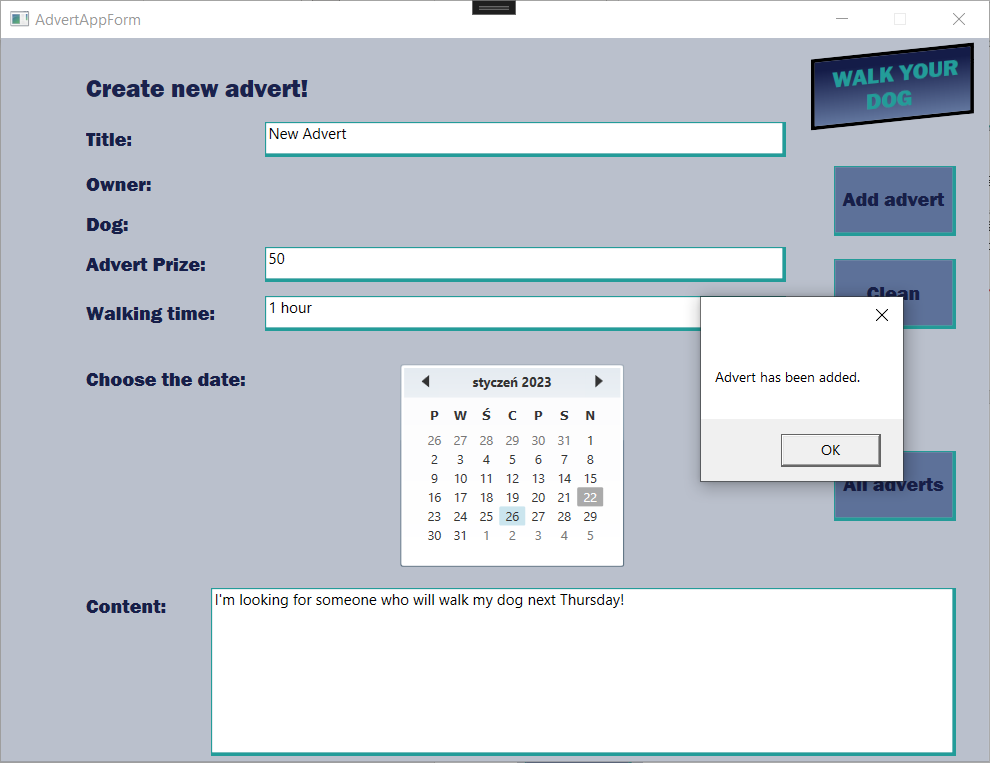 AdvertAppForm
WALK YOUR
DOG
Create new advert!
Title:
New Advert
Owner:
Add advert
Dog:
Advert Prize:
50
Clean
Walking time:
1 hour
Choose the date:
styczeń 2023
P W Ś C P S N
26 27 28 29 30 31 1
2 3 4 5 6 7 8
9 10 11 12 13 14 15
16 17 18 19 20 21 22
23 24 25 26 27 28 29
30 31 1 2 3 4 5
Advert has been added.
OK
All adverts
Content:
I'm looking for someone who will walk my dog next Thursday!